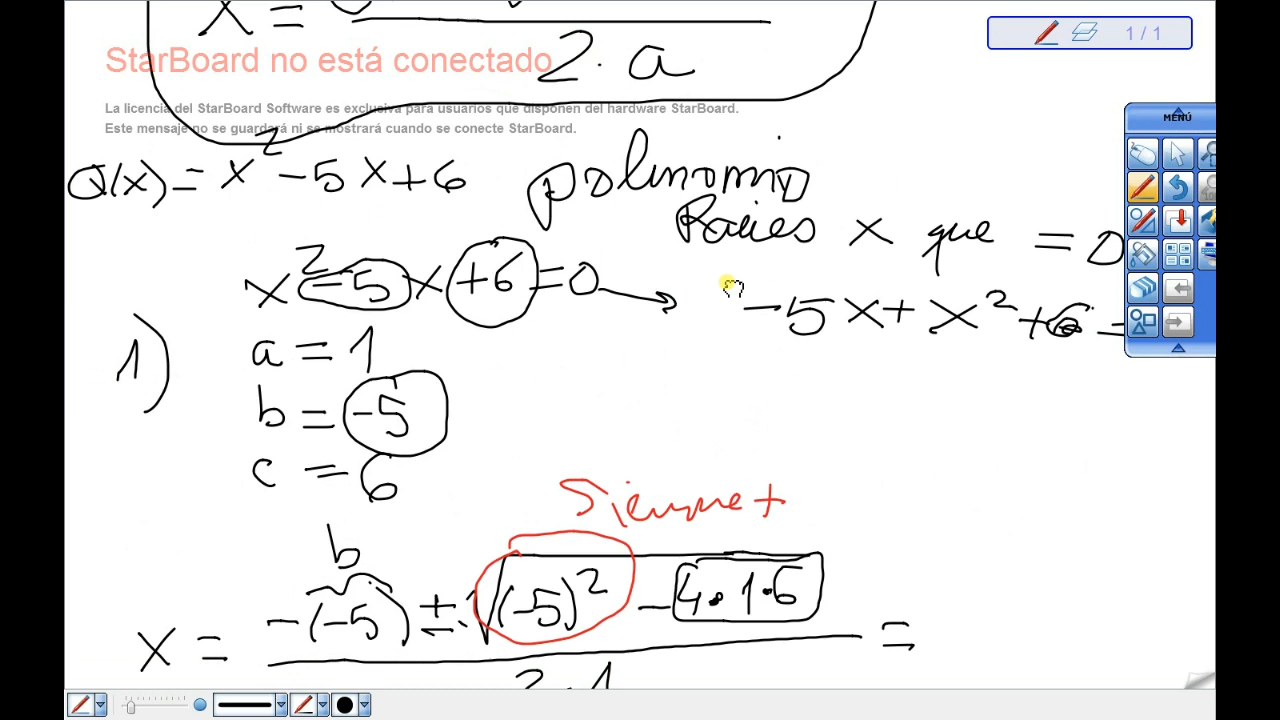 x =
2 · a
1 / 1
StarBoard no está conectado
La licencia del StarBoard Software es exclusiva para usuarios que disponen del hardware StarBoard.
Este mensaje no se guardará ni se mostrará cuando se conecte StarBoard.
MENÚ
Q(x) = x² - 5x + 6 polinomio
Raíces x que = 0
x² - 5x + 6 = 0 → - 5x + x² + 6 =
1)
a = 1
b = -5
c = 6
Siempre +
b
x = -(-5) ± √(-5)² - 4·1·6 =
2·1